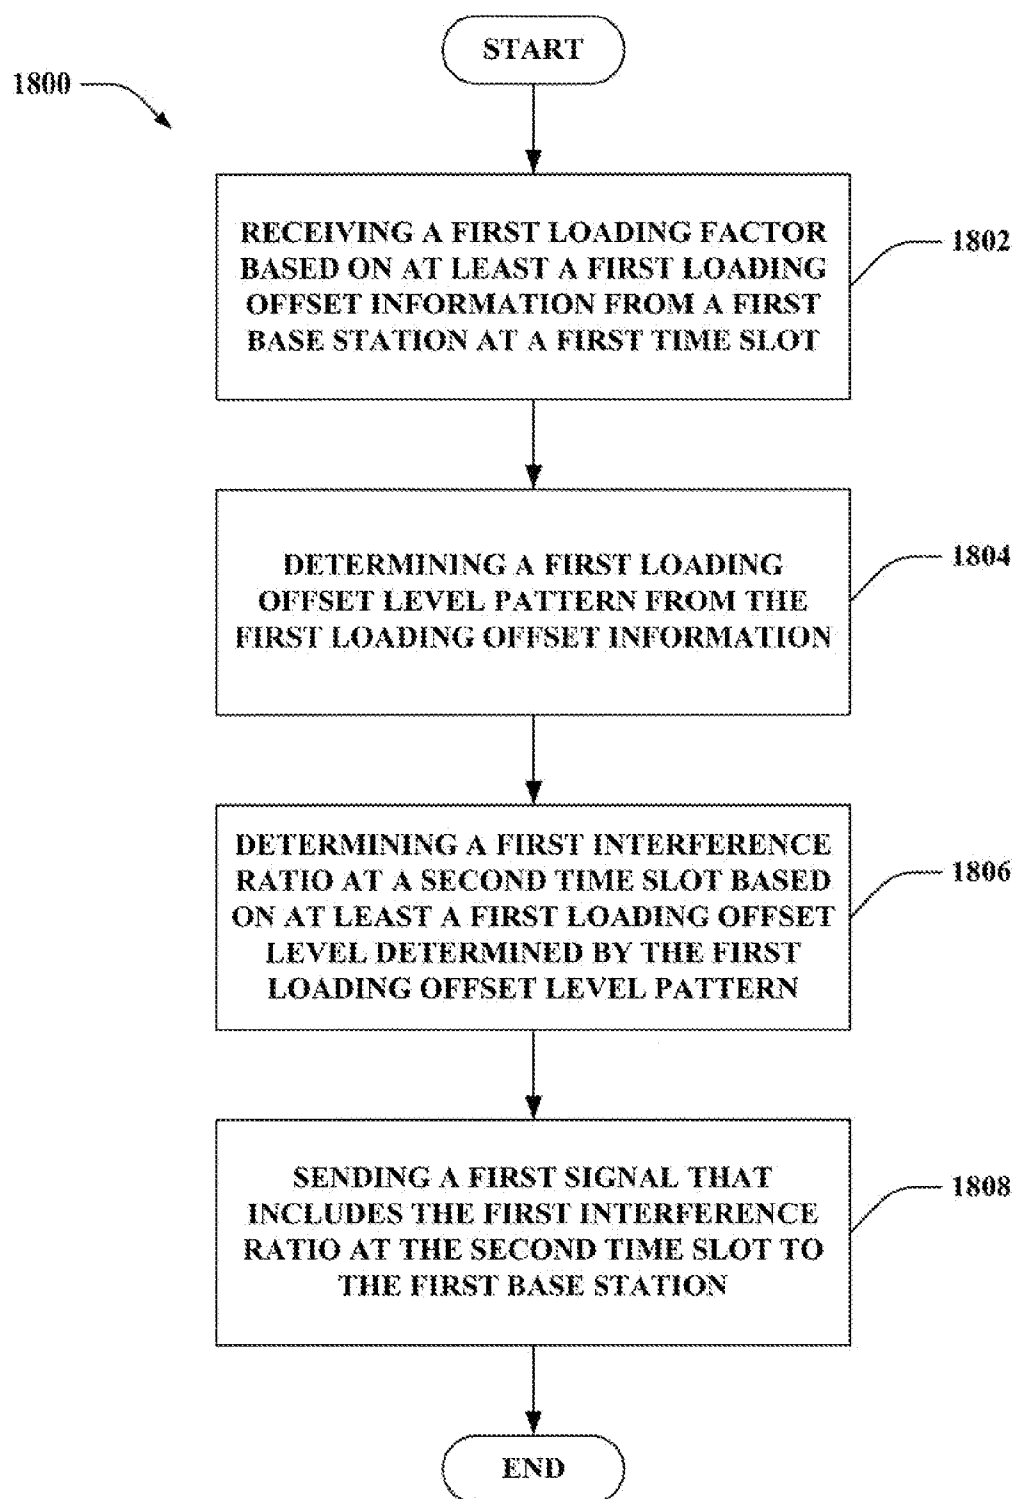 START
1800
RECEIVING A FIRST LOADING FACTOR
BASED ON AT LEAST A FIRST LOADING
OFFSET INFORMATION FROM A FIRST
BASE STATION AT A FIRST TIME SLOT
1802
DETERMINING A FIRST LOADING
OFFSET LEVEL PATTERN FROM THE
FIRST LOADING OFFSET INFORMATION
1804
DETERMINING A FIRST INTERFERENCE
RATIO AT A SECOND TIME SLOT BASED
ON AT LEAST A FIRST LOADING OFFSET
LEVEL DETERMINED BY THE FIRST
LOADING OFFSET LEVEL PATTERN
1806
SENDING A FIRST SIGNAL THAT
INCLUDES THE FIRST INTERFERENCE
RATIO AT THE SECOND TIME SLOT TO
THE FIRST BASE STATION
1808
END